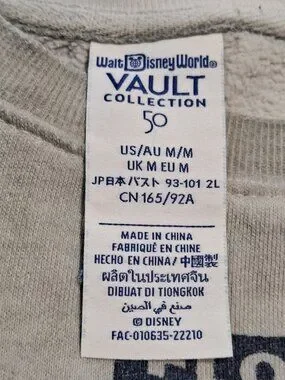 Walt Disney World®
VAULT
COLLECTION
50
US/AU M/M
UK M EU M
JP日本 バスト 93-101 2L
CN 165/92A
MADE IN CHINA
FABRIQUÉ EN CHINE
HECHO EN CHINA/中國製
ผลิตในประเทศจีน
DIBUAT DI TIONGKOK
صنع في الصين
© DISNEY
FAC-010635-22210